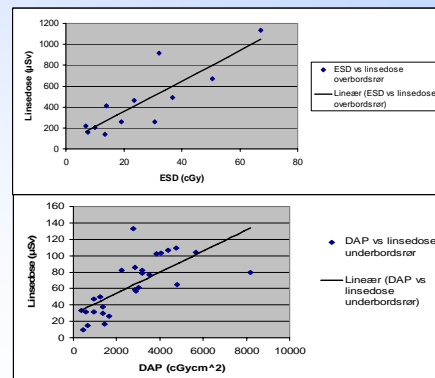 Linsedose (µSv)
1200
1000
800
600
400
200
0
0 20 40 60 80
ESD (cGy)
ESD vs linsedose
overbordsrør
Lineær (ESD vs linsedose
overbordsrør)
Linsedose (µSv)
160
140
120
100
80
60
40
20
0
0 2000 4000 6000 8000 10000
DAP (cGycm^2)
DAP vs linsedose
underbordsrør
Lineær (DAP vs
linsedose
underbordsrør)